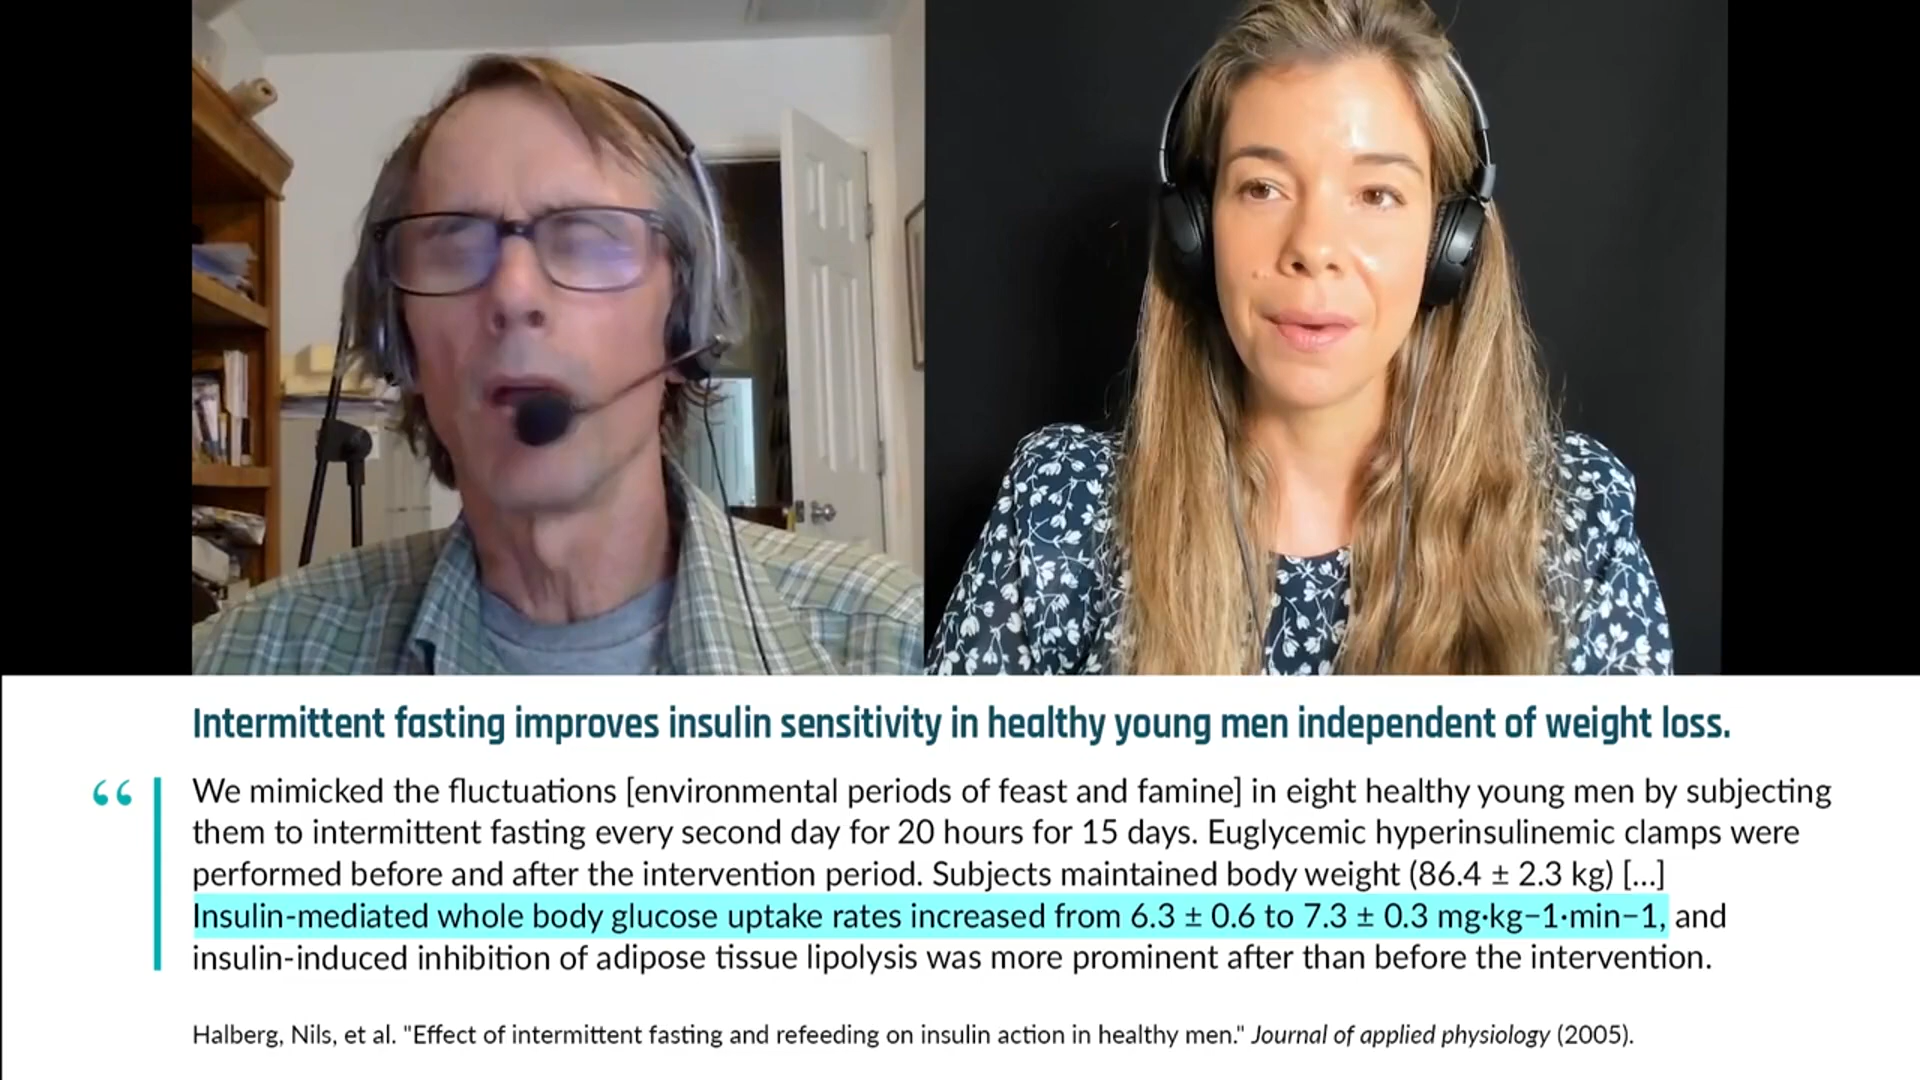 Intermittent fasting improves insulin sensitivity in healthy young men independent of weight loss.
“
We mimicked the fluctuations [environmental periods of feast and famine] in eight healthy young men by subjecting
them to intermittent fasting every second day for 20 hours for 15 days. Euglycemic hyperinsulinemic clamps were
performed before and after the intervention period. Subjects maintained body weight (86.4 ± 2.3 kg) [...]
Insulin-mediated whole body glucose uptake rates increased from 6.3 ± 0.6 to 7.3 ± 0.3 mg·kg−1·min−1, and
insulin-induced inhibition of adipose tissue lipolysis was more prominent after than before the intervention.
Halberg, Nils, et al. "Effect of intermittent fasting and refeeding on insulin action in healthy men." Journal of applied physiology (2005).